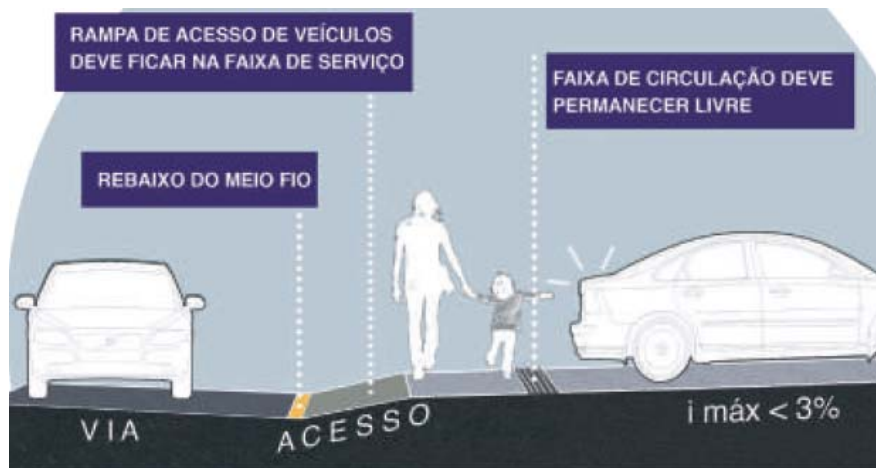 RAMPA DE ACESSO DE VEÍCULOS
DEVE FICAR NA FAIXA DE SERVIÇO
FAIXA DE CIRCULAÇÃO DEVE
PERMANECER LIVRE
REBAIXO DO MEIO FIO
VIA
ACESSO
i máx < 3%